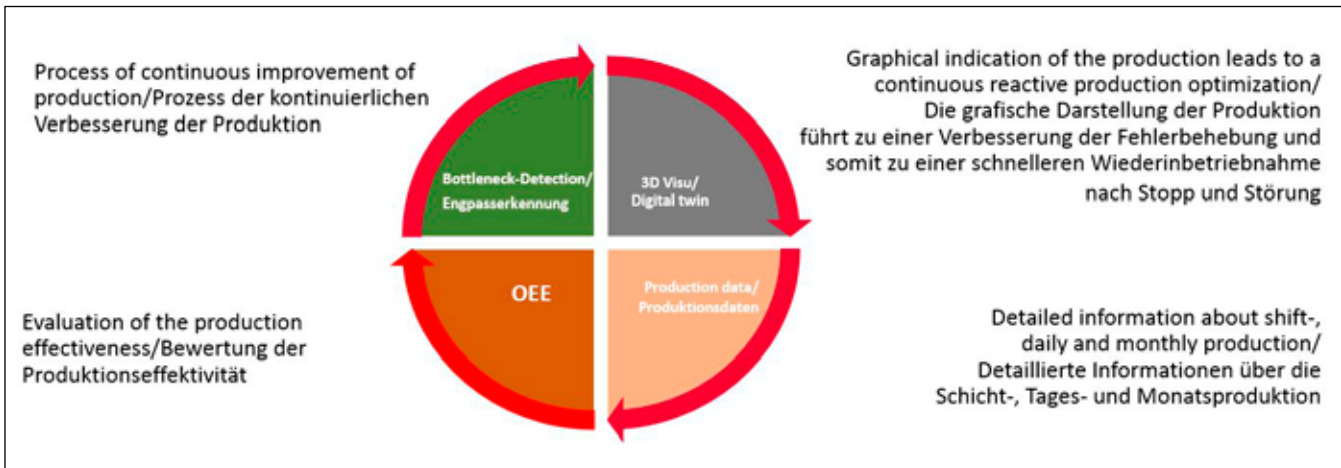 Process of continuous improvement of
production/Prozess der kontinuierlichen
Verbesserung der Produktion
Graphical indication of the production leads to a
continuous reactive production optimization/
Die grafische Darstellung der Produktion
führt zu einer Verbesserung der Fehlerbehebung und
somit zu einer schnelleren Wiederinbetriebnahme
nach Stopp und Störung
Bottleneck-Detection/
Engpasserkennung
3D Visu/
Digital twin
OEE
Production data/
Produktionsdaten
Evaluation of the production
effectiveness/Bewertung der
Produktionseffektivität
Detailed information about shift-,
daily and monthly production/
Detaillierte Informationen über die
Schicht-, Tages- und Monatsproduktion